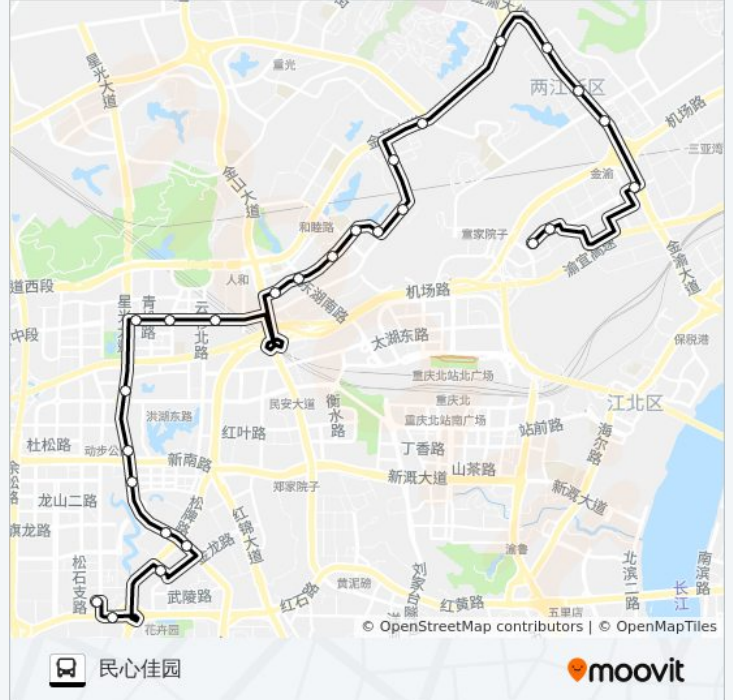 星光大道
重光
两江新区
机场路
三亚湾
金渝
金山大道
和睦路
童家院子
渝宜高速
金渝大道
人和
道西段
东湖南路
机场路
保税港
中段
太湖东路
重庆北站北广场
重庆北
重庆北站南广场
江北区
洪湖东路
民安大道
衡水路
红叶路
站前路
海尔路
杜松路
动步公
丁香路
新南路
山茶路
余松路
郑家院子
新溉大道
新溉大道
龙山二路
松牌路
旗龙路
红锦大道
龙路
渝鲁
松石支路
武陵路
黄泥磅
刘家台
北滨二路
南滨路
长江
红石路
红黄路
五里店
花卉园
© OpenStreetMap contributors | © OpenMapTiles
民心佳园
moovit